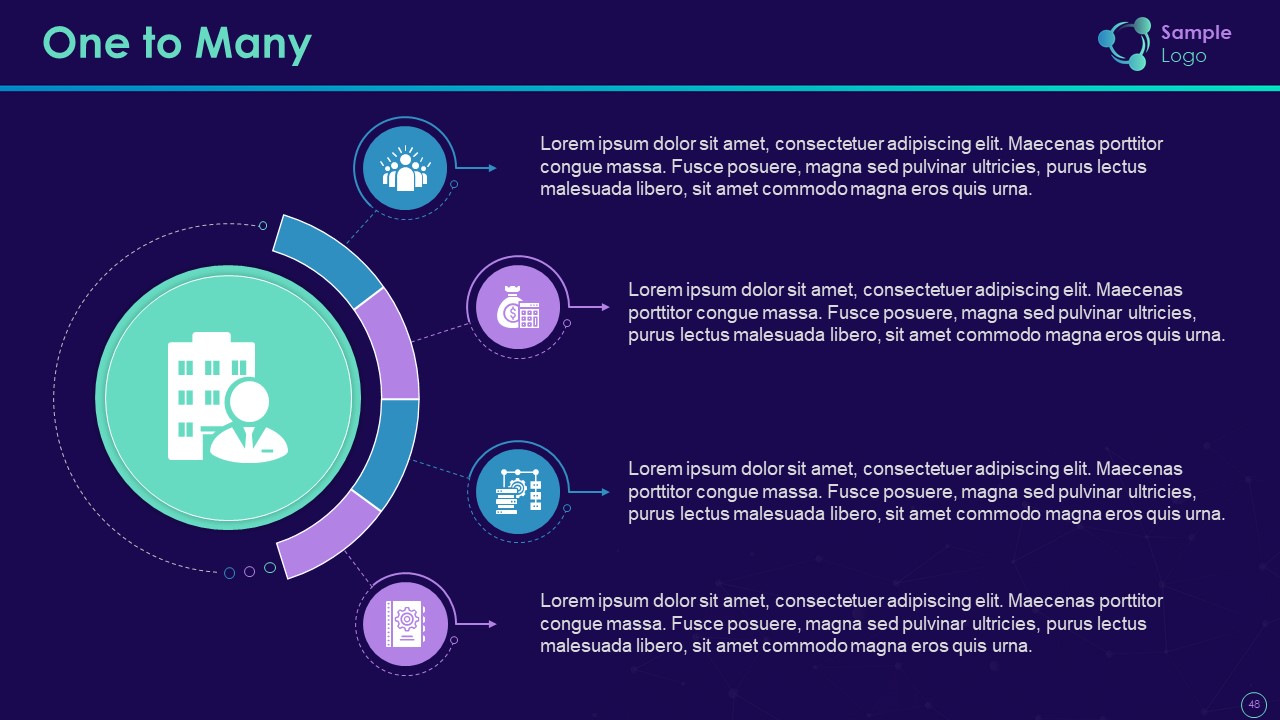 One to Many
Sample
Logo
Lorem ipsum dolor sit amet, consectetuer adipiscing elit. Maecenas porttitor
congue massa. Fusce posuere, magna sed pulvinar ultricies, purus lectus
malesuada libero, sit amet commodo magna eros quis urna.
Lorem ipsum dolor sit amet, consectetuer adipiscing elit. Maecenas
porttitor congue massa. Fusce posuere, magna sed pulvinar ultricies,
purus lectus malesuada libero, sit amet commodo magna eros quis urna.
Lorem ipsum dolor sit amet, consectetuer adipiscing elit. Maecenas
porttitor congue massa. Fusce posuere, magna sed pulvinar ultricies,
purus lectus malesuada libero, sit amet commodo magna eros quis urna.
Lorem ipsum dolor sit amet, consectetuer adipiscing elit. Maecenas porttitor
congue massa. Fusce posuere, magna sed pulvinar ultricies, purus lectus
malesuada libero, sit amet commodo magna eros quis urna.
48